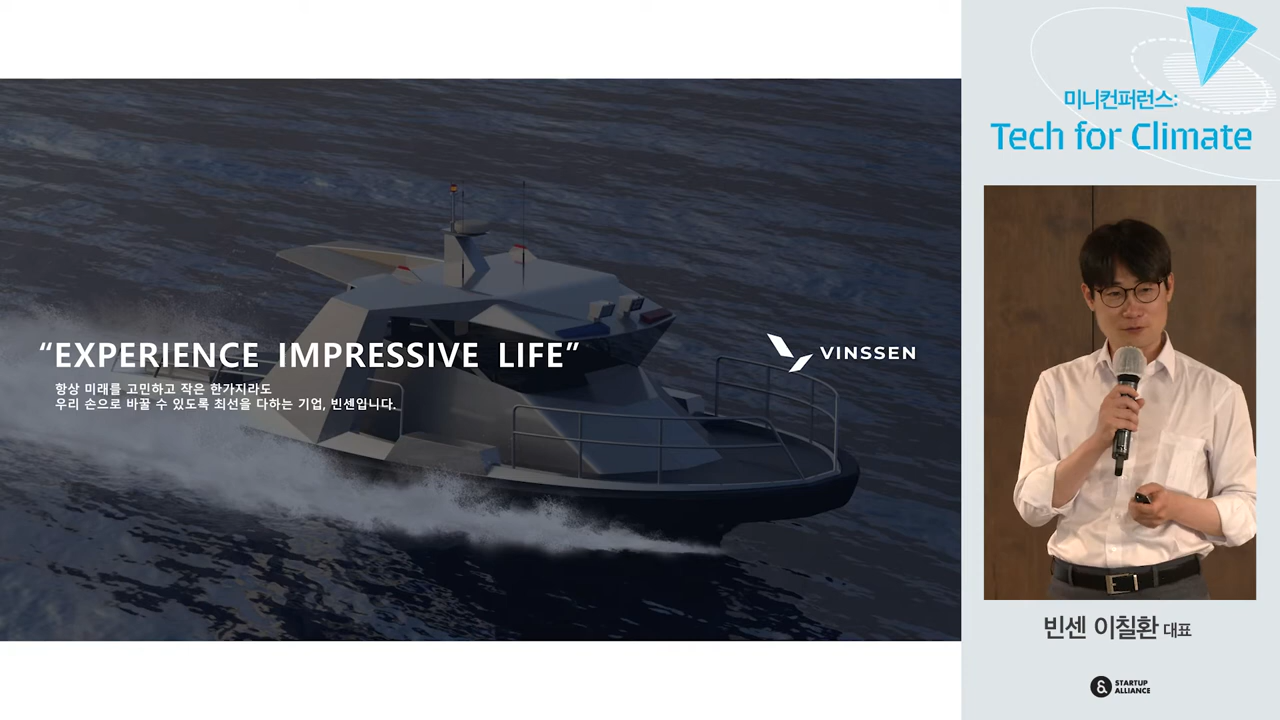 “EXPERIENCE IMPRESSIVE LIFE”
항상 미래를 고민하고 작은 한가지라도
우리 손으로 바꿀 수 있도록 최선을 다하는 기업, 빈센입니다.
VINSSEN
미니컨퍼런스:
Tech for Climate
빈센 이칠환 대표
STARTUP
ALLIANCE